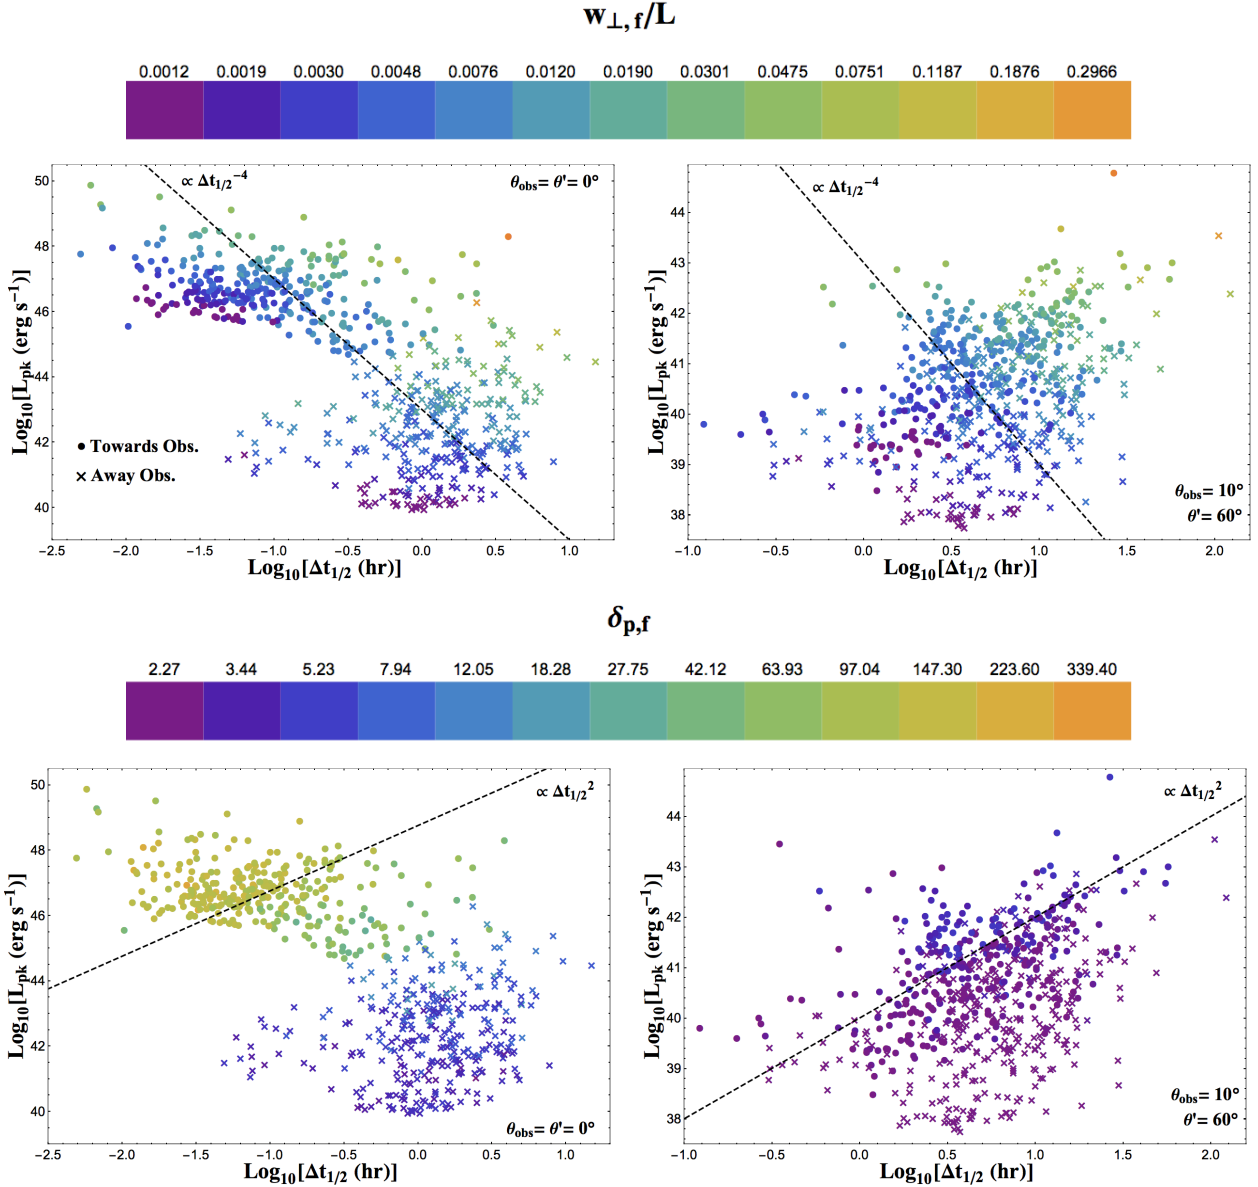 w⊥, f/L
0.0012 0.0019 0.0030 0.0048 0.0076 0.0120 0.0190 0.0301 0.0475 0.0751 0.1187 0.1876 0.2966
∝ Δt1/2⁻⁴
θobs= θ'= 0°
50
48
46
44
42
40
Log10[Lpk (erg s⁻¹)]
• Towards Obs.
× Away Obs.
−2.5 −2.0 −1.5 −1.0 −0.5 0.0 0.5 1.0
Log10[Δt1/2 (hr)]
∝ Δt1/2⁻⁴
44
43
42
41
40
39
38
Log10[Lpk (erg s⁻¹)]
θobs= 10°
θ'= 60°
−1.0 −0.5 0.0 0.5 1.0 1.5 2.0
Log10[Δt1/2 (hr)]
δp,f
2.27 3.44 5.23 7.94 12.05 18.28 27.75 42.12 63.93 97.04 147.30 223.60 339.40
∝ Δt1/2²
50
48
46
44
42
40
Log10[Lpk (erg s⁻¹)]
θobs= θ'= 0°
−2.5 −2.0 −1.5 −1.0 −0.5 0.0 0.5 1.0
Log10[Δt1/2 (hr)]
∝ Δt1/2²
44
43
42
41
40
39
38
Log10[Lpk (erg s⁻¹)]
θobs= 10°
θ'= 60°
−1.0 −0.5 0.0 0.5 1.0 1.5 2.0
Log10[Δt1/2 (hr)]